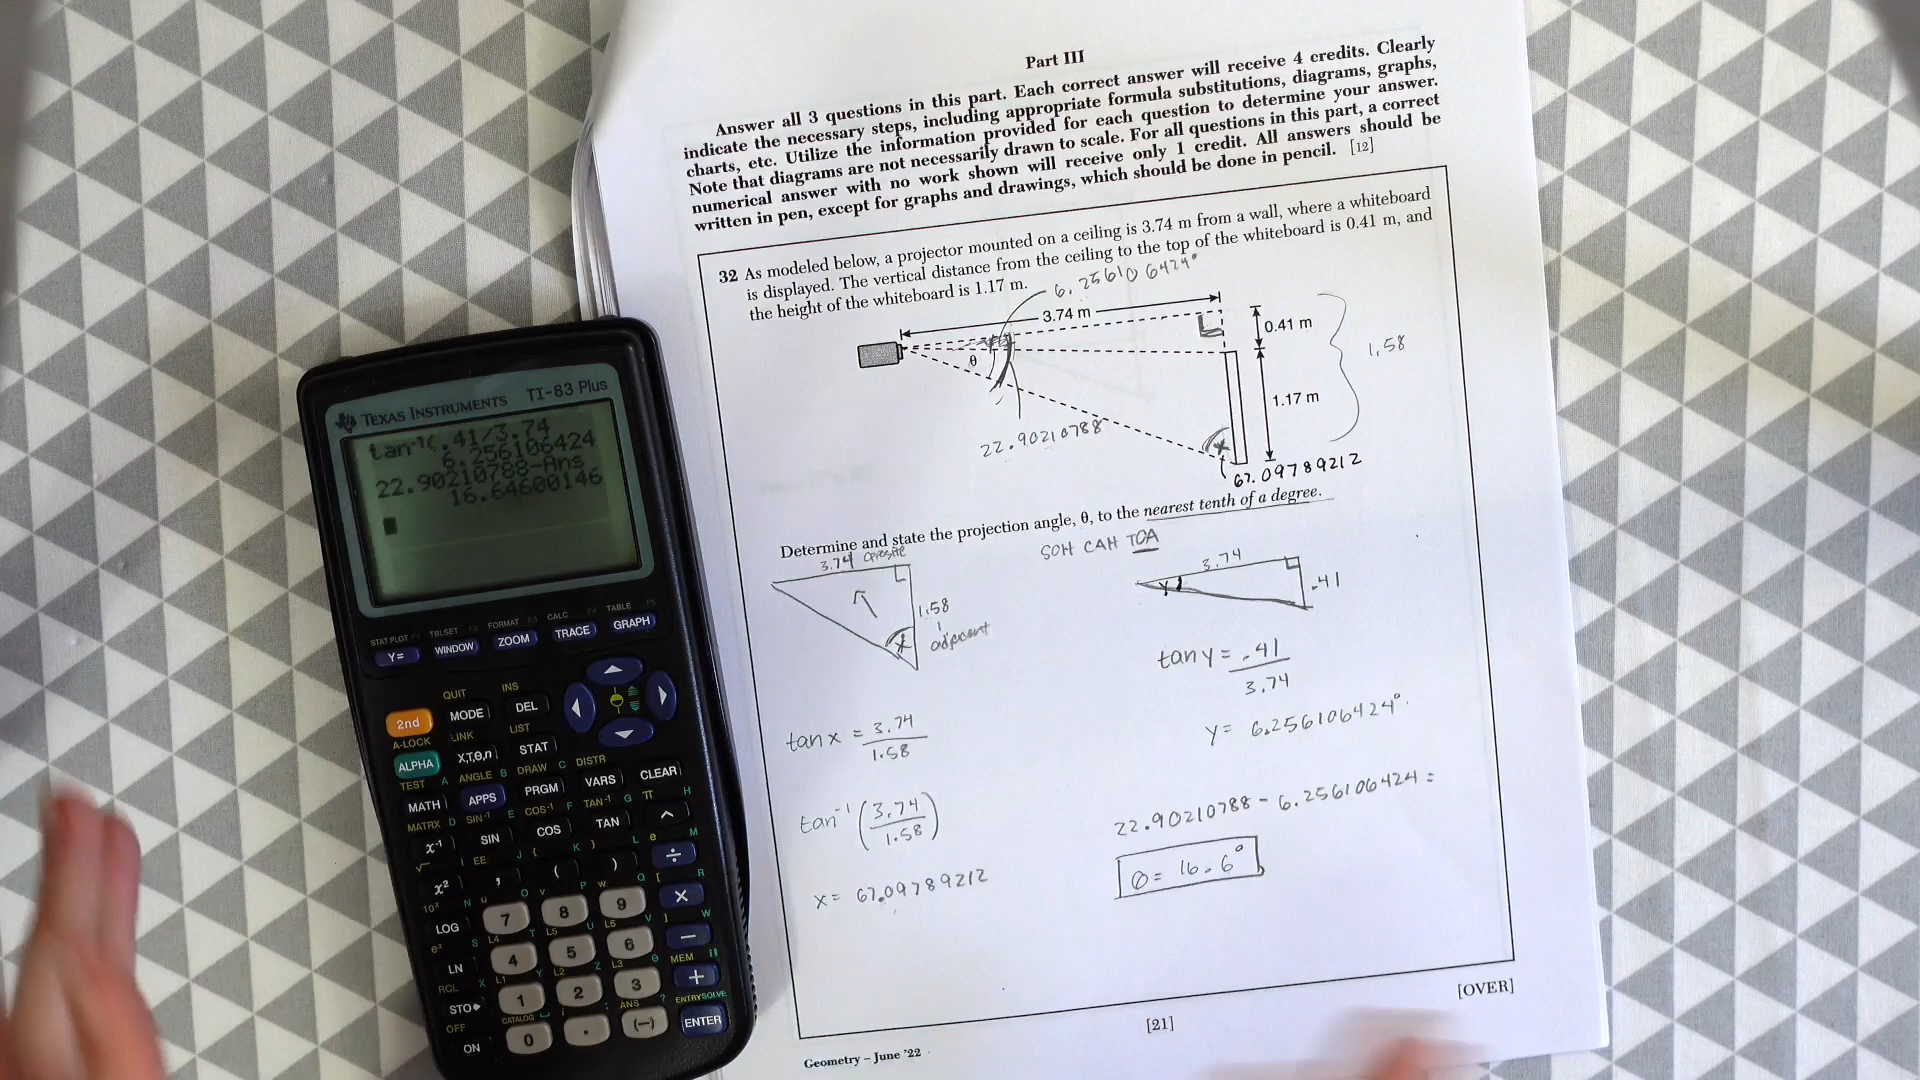 Part III
Answer all 3 questions in this part. Each correct answer will receive 4 credits. Clearly
indicate the necessary steps, including appropriate formula substitutions, diagrams, graphs,
charts, etc. Utilize the information provided for each question to determine your answer.
Note that diagrams are not necessarily drawn to scale. For all questions in this part, a correct
numerical answer with no work shown will receive only 1 credit. All answers should be
written in pen, except for graphs and drawings, which should be done in pencil. [12]
32 As modeled below, a projector mounted on a ceiling is 3.74 m from a wall, where a whiteboard
is displayed. The vertical distance from the ceiling to the top of the whiteboard is 0.41 m, and
the height of the whiteboard is 1.17 m.
6.256106424°
3.74 m
0.41 m
θ
1.58
1.17 m
22.90210788
x
67.09789212
Determine and state the projection angle, θ, to the nearest tenth of a degree.
SOH CAH TOA
3.74 opposite
1.58
adjacent
x
tan x = 3.74
1.58
tan⁻¹ (3.74
1.58)
x = 67.09789212
3.74
y
.41
tan y = .41
3.74
y = 6.256106424°
22.90210788 - 6.256106424 =
θ = 16.6°
[OVER]
[21]
Geometry – June '22
TEXAS INSTRUMENTS TI-83 Plus
tan⁻¹(.41/3.74
6.256106424
22.90210788-Ans
16.64600146
STAT PLOT F1 TBLSET F2 FORMAT F3 CALC F4 TABLE F5
Y= WINDOW ZOOM TRACE GRAPH
QUIT INS
2nd MODE DEL
A-LOCK LINK LIST
ALPHA X,T,θ,n STAT
TEST A ANGLE B DRAW C DISTR
MATH APPS PRGM VARS CLEAR
MATRX D SIN⁻¹ E COS⁻¹ F TAN⁻¹ G π H
x⁻¹ SIN COS TAN ^
√ I EE J { K } L e M
x² , ( ) ÷
10ˣ N u O v P w Q [ R
LOG 7 8 9 ×
eˣ S L4 T L5 U L6 V ] W
LN 4 5 6 −
RCL X L1 Y L2 Z L3 θ MEM "
STO▸ 1 2 3 +
OFF CATALOG ␣ i : ANS ? ENTRY SOLVE
ON 0 . (−) ENTER